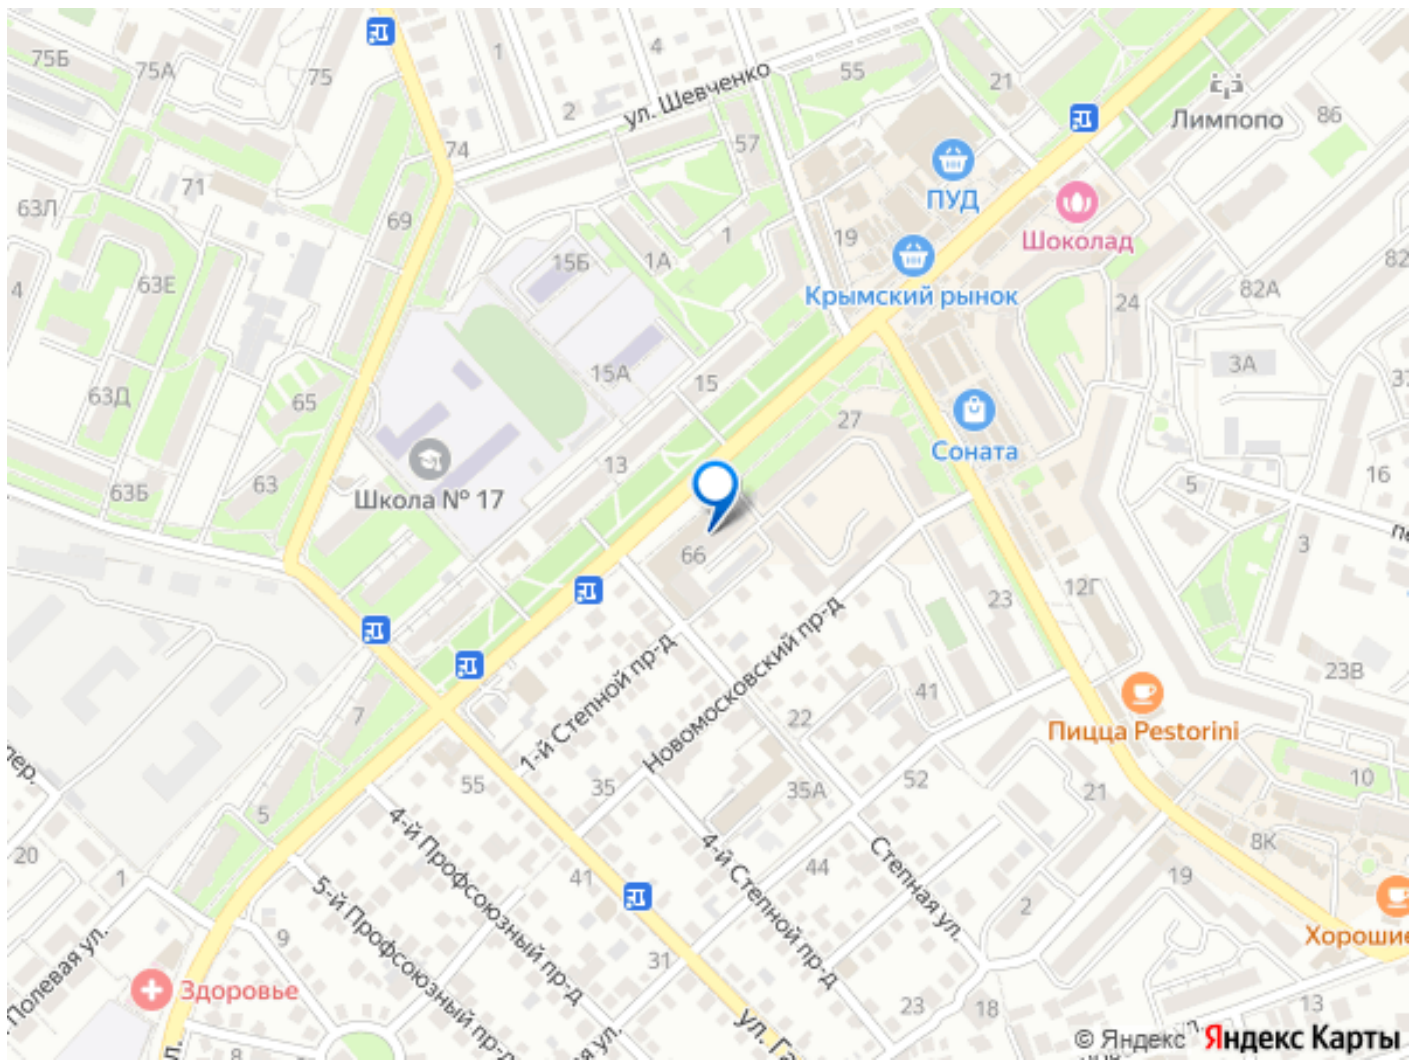 75Б
75А
75
1
4
ул. Шевченко
55
21
Лимпопо
86
2
57
74
ПУД
71
63Л
69
19
1
Шоколад
15Б
1А
63Е
4
Крымский рынок
24
82А
82
3А
15А
15
63Д
65
27
16
Соната
13
63Б
63
Школа № 17
5
3
66
12Г
23
Новомосковский пр-д
1-й Степной пр-д
23В
41
7
22
Пицца Pestorini
пер.
55
35
35А
52
21
10
5
4-й Профсоюзный пр-д
4-й Степной пр-д
Степная ул.
8К
20
1
44
19
5-й Профсоюзный пр-д
41
2
Хорошие
9
Полевая ул.
31
Здоровье
23
18
13
ул. Га
ул.
8
© Яндекс Яндекс Карты